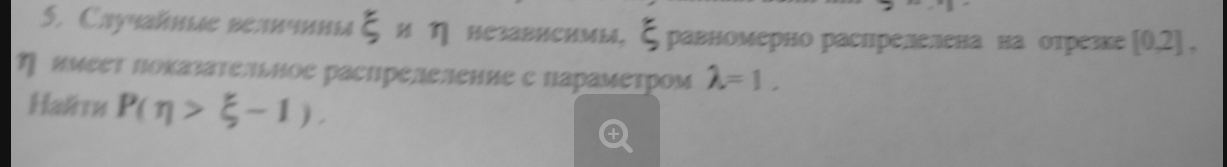 5. Случайные величины ξ и η независимы, ξ равномерно распределена на отрезке [0,2] ,
η имеет показательное распределение с параметром λ= 1 .
Найти P( η > ξ − 1 ) .